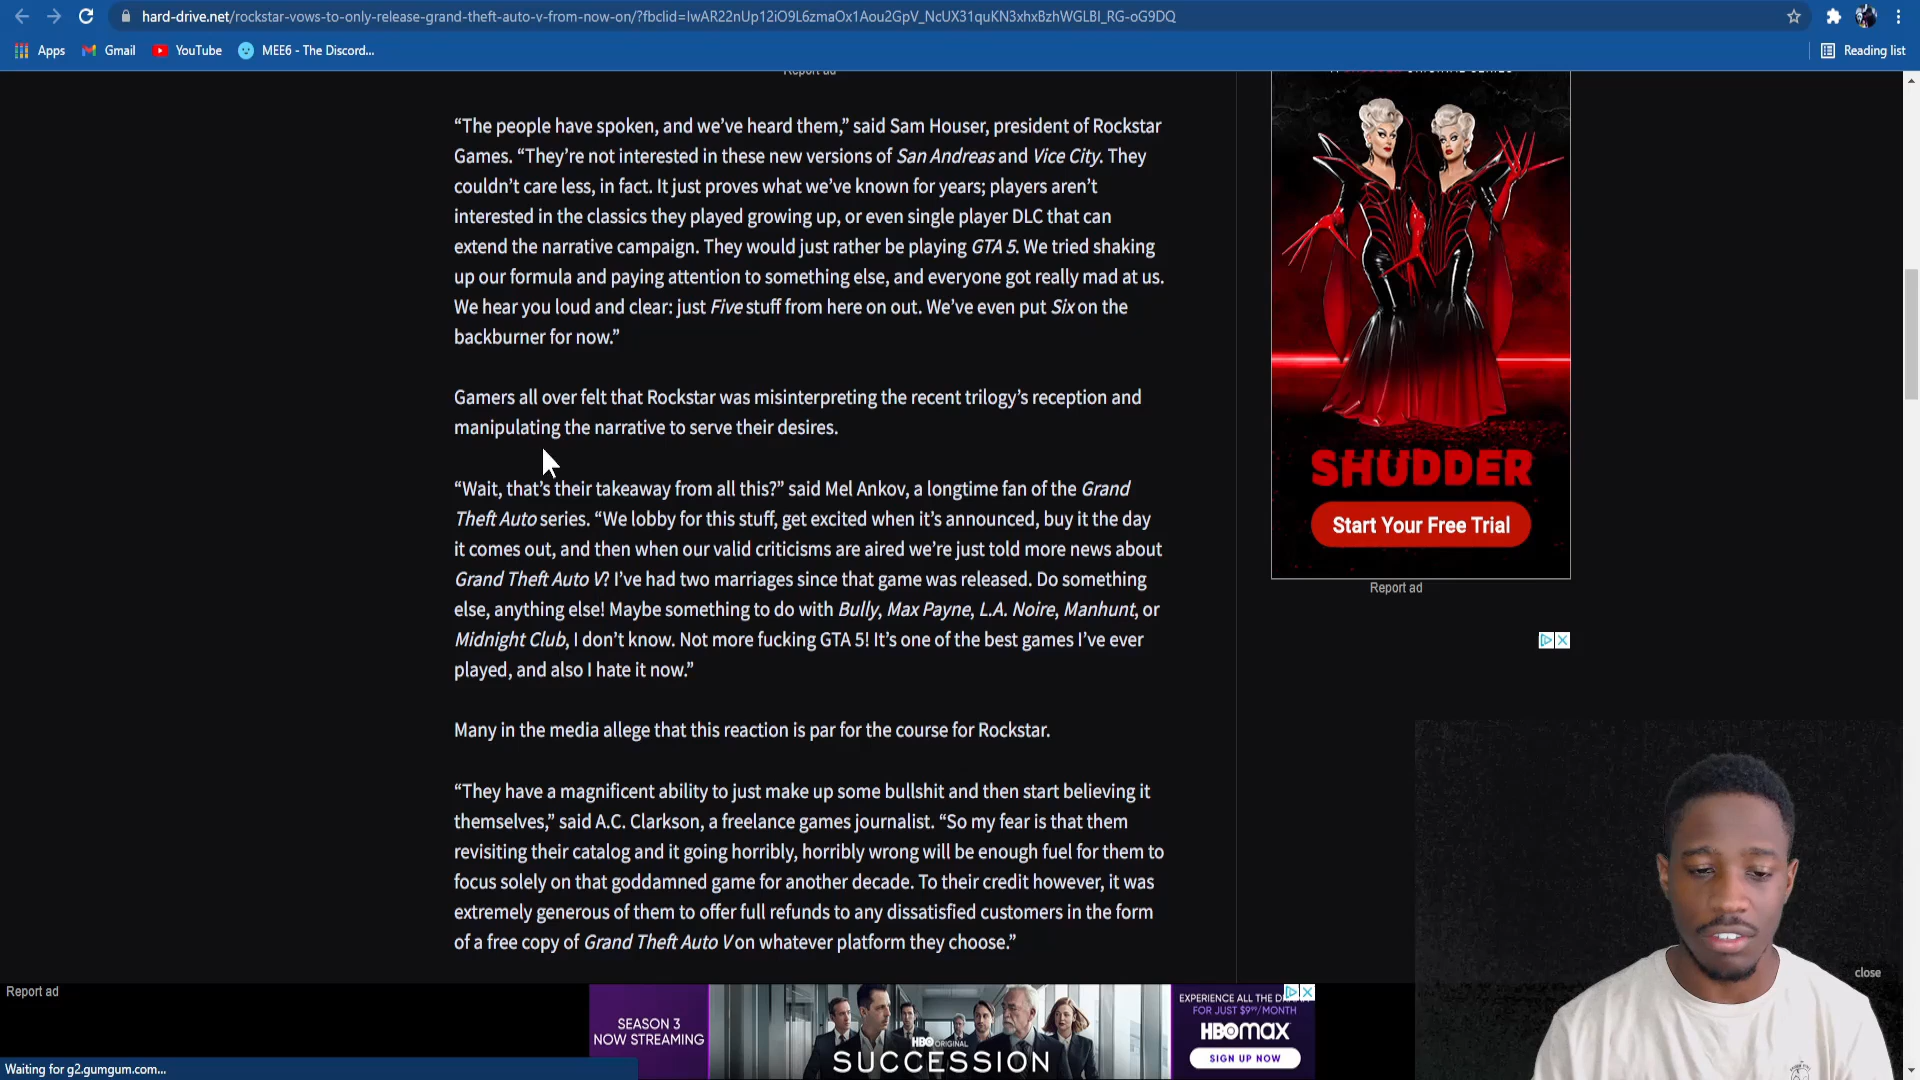 hard-drive.net/rockstar-vows-to-only-release-grand-theft-auto-v-from-now-on/?fbclid=IwAR22nUp12iO9L6zmaOx1Aou2GpV_NcUX31quKN3xhxBzhWGLBI_RG-oG9DQ
Apps Gmail YouTube MEE6 - The Discord... Reading list
Report ad
“The people have spoken, and we’ve heard them,” said Sam Houser, president of Rockstar
Games. “They’re not interested in these new versions of San Andreas and Vice City. They
couldn’t care less, in fact. It just proves what we’ve known for years; players aren’t
interested in the classics they played growing up, or even single player DLC that can
extend the narrative campaign. They would just rather be playing GTA 5. We tried shaking
up our formula and paying attention to something else, and everyone got really mad at us.
We hear you loud and clear: just Five stuff from here on out. We’ve even put Six on the
backburner for now.”
Gamers all over felt that Rockstar was misinterpreting the recent trilogy’s reception and
manipulating the narrative to serve their desires.
“Wait, that’s their takeaway from all this?” said Mel Ankov, a longtime fan of the Grand
Theft Auto series. “We lobby for this stuff, get excited when it’s announced, buy it the day
it comes out, and then when our valid criticisms are aired we’re just told more news about
Grand Theft Auto V? I’ve had two marriages since that game was released. Do something
else, anything else! Maybe something to do with Bully, Max Payne, L.A. Noire, Manhunt, or
Midnight Club, I don’t know. Not more fucking GTA 5! It’s one of the best games I’ve ever
played, and also I hate it now.”
Many in the media allege that this reaction is par for the course for Rockstar.
“They have a magnificent ability to just make up some bullshit and then start believing it
themselves,” said A.C. Clarkson, a freelance games journalist. “So my fear is that them
revisiting their catalog and it going horribly, horribly wrong will be enough fuel for them to
focus solely on that goddamned game for another decade. To their credit however, it was
extremely generous of them to offer full refunds to any dissatisfied customers in the form
of a free copy of Grand Theft Auto V on whatever platform they choose.”
SHUDDER
Start Your Free Trial
Report ad
close
Report ad
SEASON 3
NOW STREAMING
HBO ORIGINAL
SUCCESSION
EXPERIENCE ALL THE
FOR JUST $9.99/MONTH
HBOmax
SIGN UP NOW
Waiting for g2.gumgum.com...